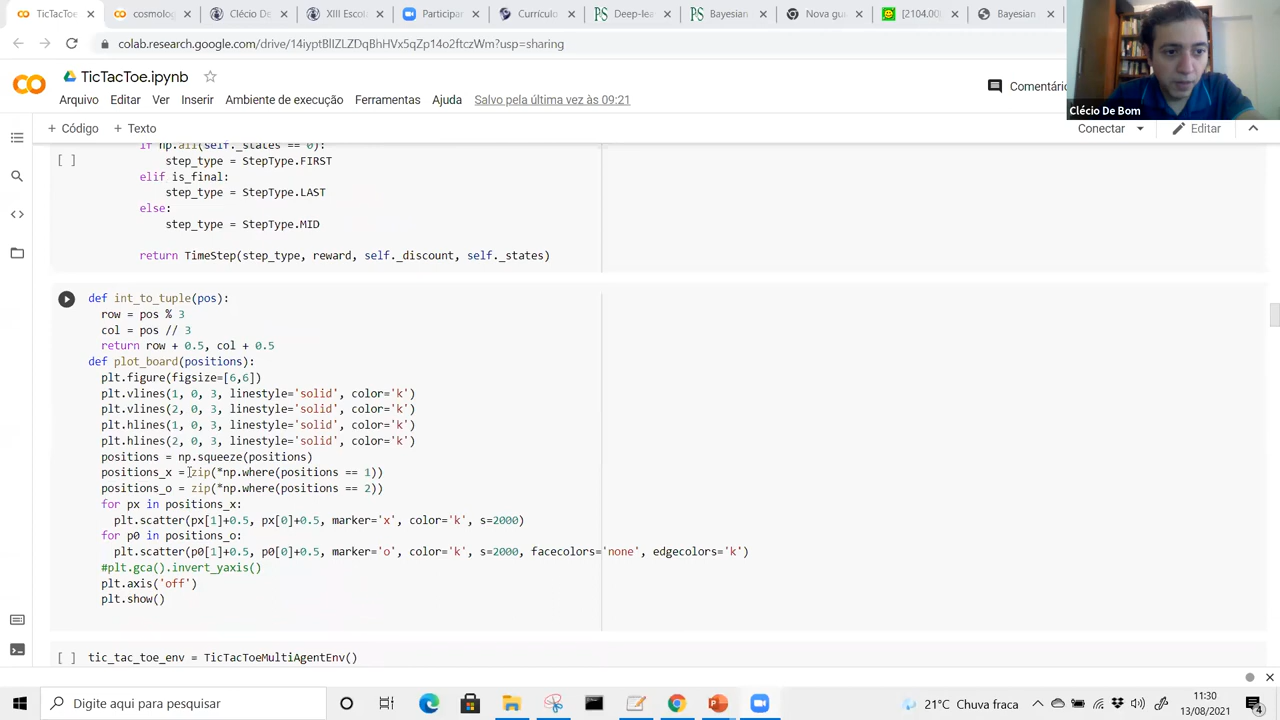 TicTacToe
cosmolog
Clécio De
XIII Escol
Participar
Currículo
Deep-lea
Bayesian
Nova gu
[2104.00
Bayesian
colab.research.google.com/drive/14iyptBlIZLZDqBhHVx5qZp14o2ftczWm?usp=sharing
TicTacToe.ipynb
Comentário
Arquivo Editar Ver Inserir Ambiente de execução Ferramentas Ajuda Salvo pela última vez às 09:21
Clécio De Bom
+ Código + Texto
Conectar Editar
if np.all(self._states == 0):
[ ] step_type = StepType.FIRST
elif is_final:
step_type = StepType.LAST
else:
step_type = StepType.MID
return TimeStep(step_type, reward, self._discount, self._states)
def int_to_tuple(pos):
row = pos % 3
col = pos // 3
return row + 0.5, col + 0.5
def plot_board(positions):
plt.figure(figsize=[6,6])
plt.vlines(1, 0, 3, linestyle='solid', color='k')
plt.vlines(2, 0, 3, linestyle='solid', color='k')
plt.hlines(1, 0, 3, linestyle='solid', color='k')
plt.hlines(2, 0, 3, linestyle='solid', color='k')
positions = np.squeeze(positions)
positions_x = zip(*np.where(positions == 1))
positions_o = zip(*np.where(positions == 2))
for px in positions_x:
plt.scatter(px[1]+0.5, px[0]+0.5, marker='x', color='k', s=2000)
for p0 in positions_o:
plt.scatter(p0[1]+0.5, p0[0]+0.5, marker='o', color='k', s=2000, facecolors='none', edgecolors='k')
#plt.gca().invert_yaxis()
plt.axis('off')
plt.show()
[ ] tic_tac_toe_env = TicTacToeMultiAgentEnv()
Digite aqui para pesquisar
21°C Chuva fraca
11:30
13/08/2021
4